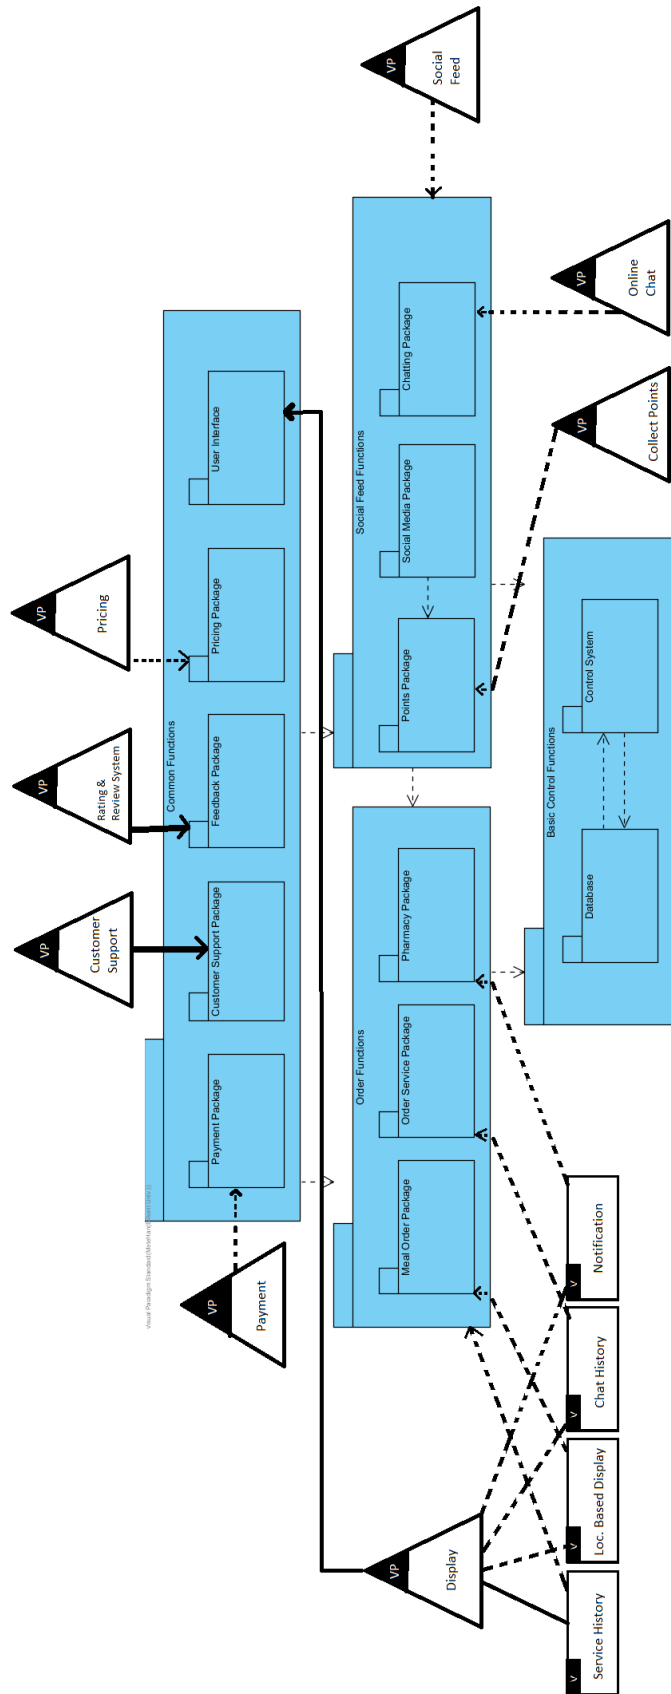 VP
Social
Feed
VP
Online
Chat
VP
Collect Points
VP
Pricing
VP
Rating &
Review System
VP
Customer
Support
VP
Payment
VP
Display
Common Functions
User Interface
Pricing Package
Feedback Package
Customer Support Package
Payment Package
Social Feed Functions
Chatting Package
Social Media Package
Points Package
Order Functions
Pharmacy Package
Order Service Package
Meal Order Package
Basic Control Functions
Control System
Database
V
Notification
V
Chat History
V
Loc. Based Display
V
Service History